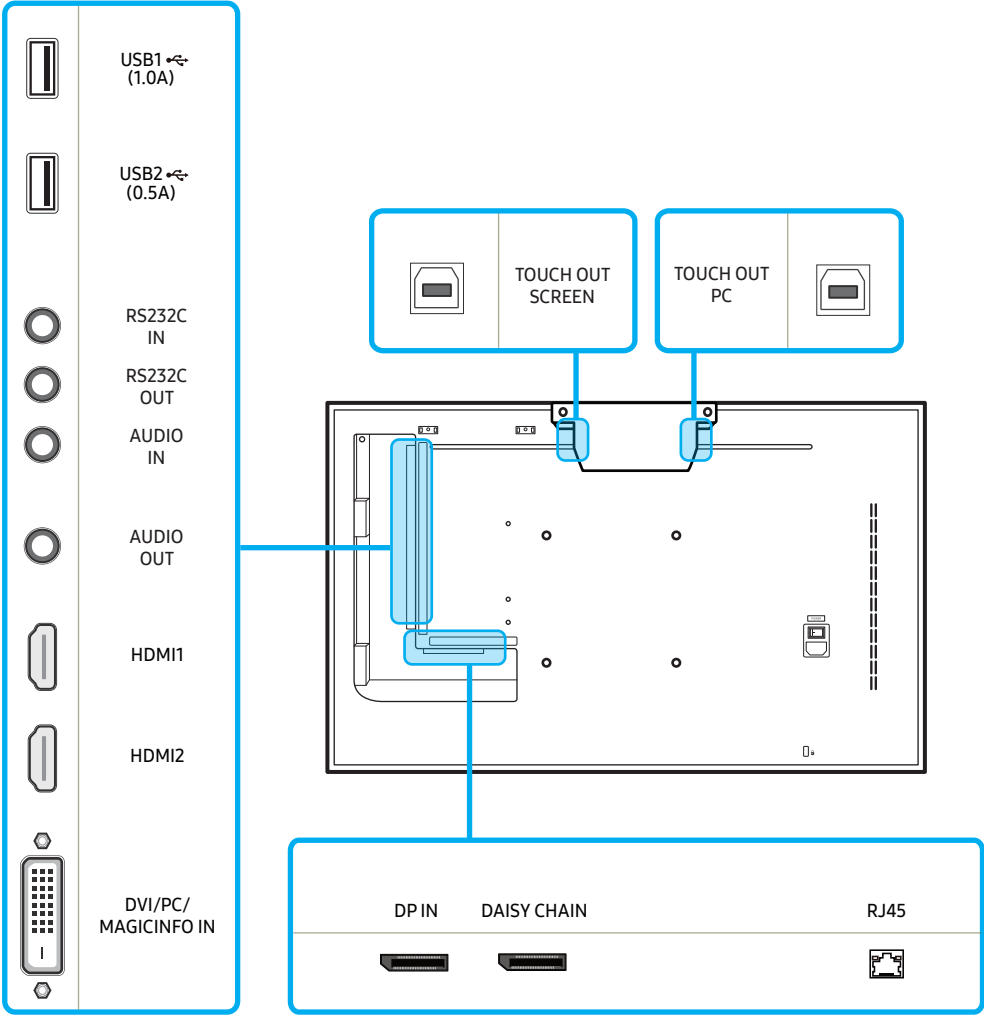 USB1
(1.0A)
USB2
(0.5A)
RS232C
IN
RS232C
OUT
AUDIO
IN
AUDIO
OUT
HDMI1
HDMI2
DVI/PC/
MAGICINFO IN
TOUCH OUT
SCREEN
TOUCH OUT
PC
DP IN
DAISY CHAIN
RJ45